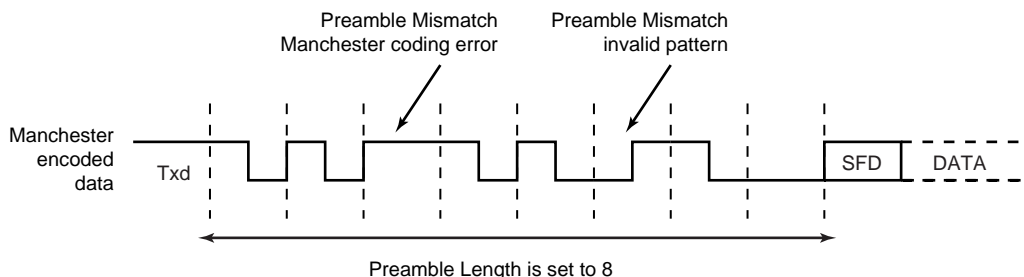 Preamble Mismatch
Manchester coding error
Preamble Mismatch
invalid pattern
Manchester
encoded
data
Txd
SFD
DATA
Preamble Length is set to 8